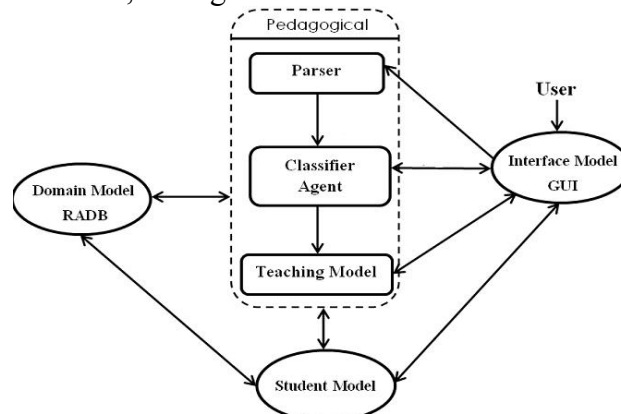 Pedagogical
Parser
User
Classifier
Agent
Interface Model
GUI
Domain Model
RADB
Teaching Model
Student Model